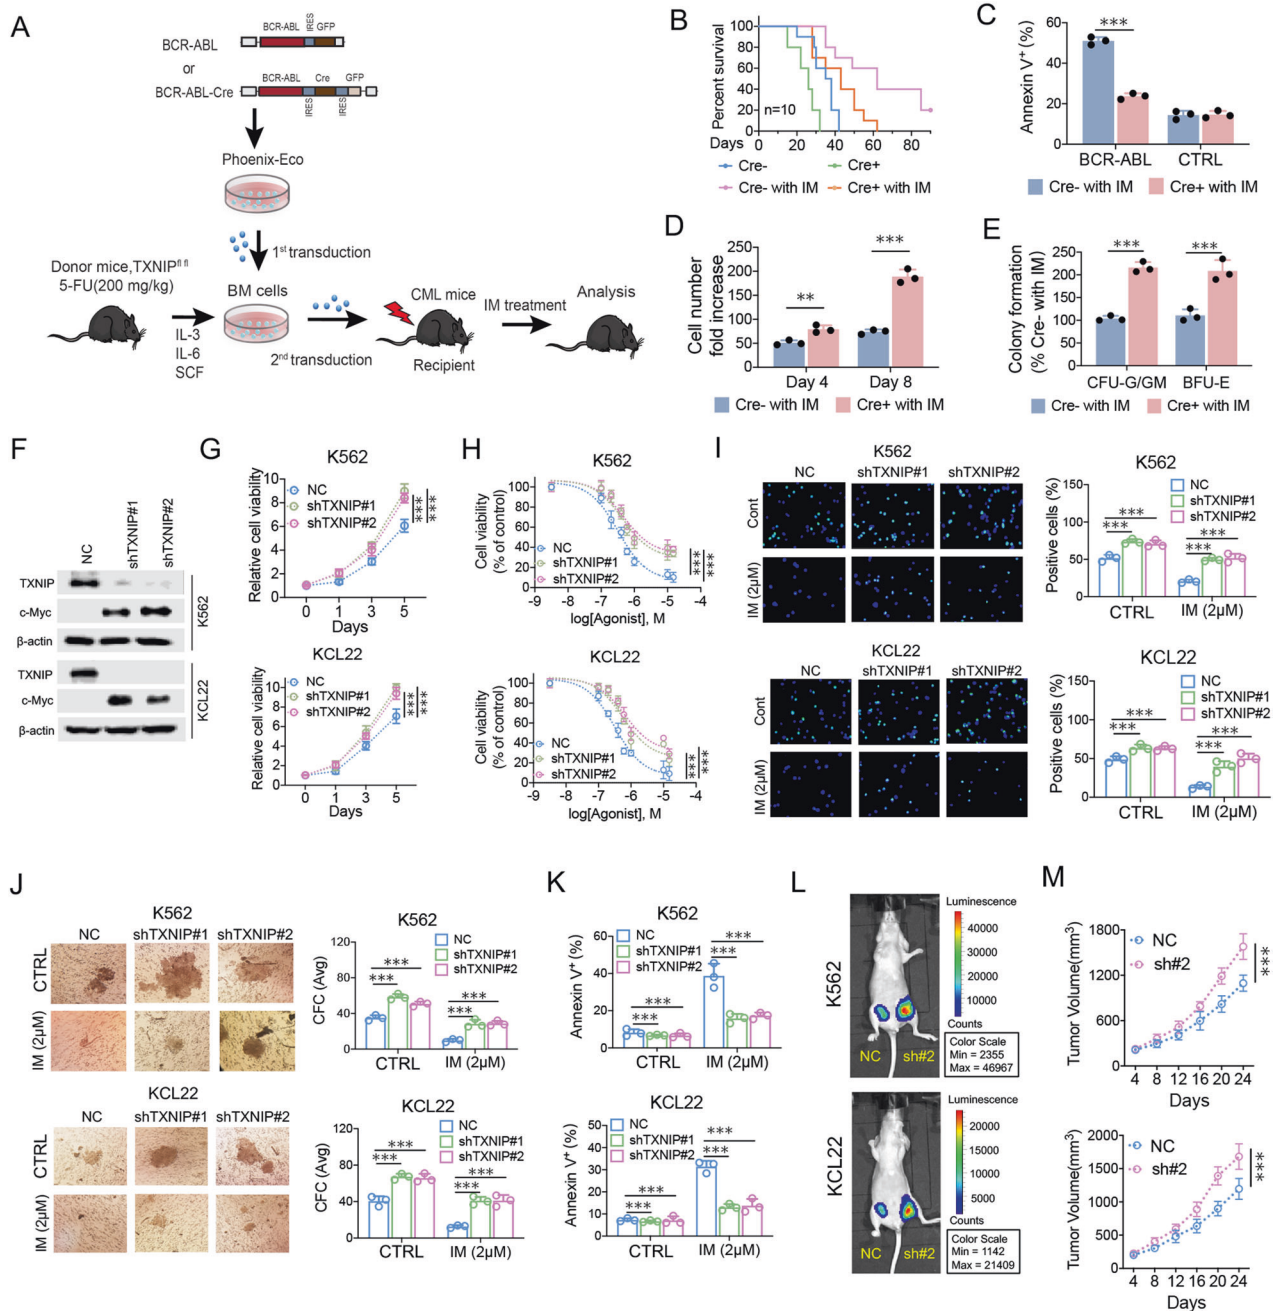 A
BCR-ABL
IRES
GFP
BCR-ABL
or
BCR-ABL-Cre
BCR-ABL
Cre
GFP
IRES
IRES
Phoenix-Eco
1st transduction
Donor mice,TXNIPfl fl
5-FU(200 mg/kg)
IL-3
IL-6
SCF
BM cells
2nd transduction
CML mice
Recipient
IM treatment
Analysis
B
Percent survival
100
80
60
40
20
0
n=10
Days 0 20 40 60 80
Cre- Cre+
Cre- with IM Cre+ with IM
C
Annexin V+ (%)
60
40
20
0
***
BCR-ABL CTRL
Cre- with IM Cre+ with IM
D
Cell number
fold increase
250
200
150
100
50
0
**
***
Day 4 Day 8
Cre- with IM Cre+ with IM
E
Colony formation
(% Cre- with IM)
250
200
150
100
50
0
***
***
CFU-G/GM BFU-E
Cre- with IM Cre+ with IM
F
NC
shTXNIP#1
shTXNIP#2
TXNIP
c-Myc
β-actin
K562
TXNIP
c-Myc
β-actin
KCL22
G
K562
Relative cell viability
10
8
6
4
2
0
NC
shTXNIP#1
shTXNIP#2
***
***
0 1 3 5
Days
KCL22
Relative cell viability
10
8
6
4
2
0
NC
shTXNIP#1
shTXNIP#2
***
***
0 1 3 5
Days
H
K562
Cell viability
(% of control)
100
80
60
40
20
0
NC
shTXNIP#1
shTXNIP#2
***
***
-9 -8 -7 -6 -5 -4
log[Agonist], M
KCL22
Cell viability
(% of control)
100
80
60
40
20
0
NC
shTXNIP#1
shTXNIP#2
***
***
-9 -8 -7 -6 -5 -4
log[Agonist], M
I
K562
NC shTXNIP#1 shTXNIP#2
Cont
IM (2μM)
K562
Positive cells (%)
150
100
50
0
NC
shTXNIP#1
shTXNIP#2
***
***
***
***
CTRL IM (2μM)
KCL22
NC shTXNIP#1 shTXNIP#2
Cont
IM (2μM)
KCL22
Positive cells (%)
150
100
50
0
NC
shTXNIP#1
shTXNIP#2
***
***
***
***
CTRL IM (2μM)
J
K562
NC shTXNIP#1 shTXNIP#2
CTRL
IM (2μM)
K562
CFC (Avg)
120
80
40
0
NC
shTXNIP#1
shTXNIP#2
***
***
***
***
CTRL IM (2μM)
KCL22
NC shTXNIP#1 shTXNIP#2
CTRL
IM (2μM)
KCL22
CFC (Avg)
120
80
40
0
NC
shTXNIP#1
shTXNIP#2
***
***
***
***
CTRL IM (2μM)
K
K562
Annexin V+ (%)
60
40
20
0
NC
shTXNIP#1
shTXNIP#2
***
***
***
***
CTRL IM (2μM)
KCL22
Annexin V+ (%)
50
40
30
20
10
0
NC
shTXNIP#1
shTXNIP#2
***
***
***
***
CTRL IM (2μM)
L
K562
NC sh#2
Luminescence
40000
30000
20000
10000
Counts
Color Scale
Min = 2355
Max = 46967
KCL22
NC sh#2
Luminescence
20000
15000
10000
5000
Counts
Color Scale
Min = 1142
Max = 21409
M
Tumor Volume(mm3)
1800
1200
600
0
NC
sh#2
***
4 8 12 16 20 24
Days
Tumor Volume(mm3)
2000
1500
1000
500
0
NC
sh#2
***
4 8 12 16 20 24
Days